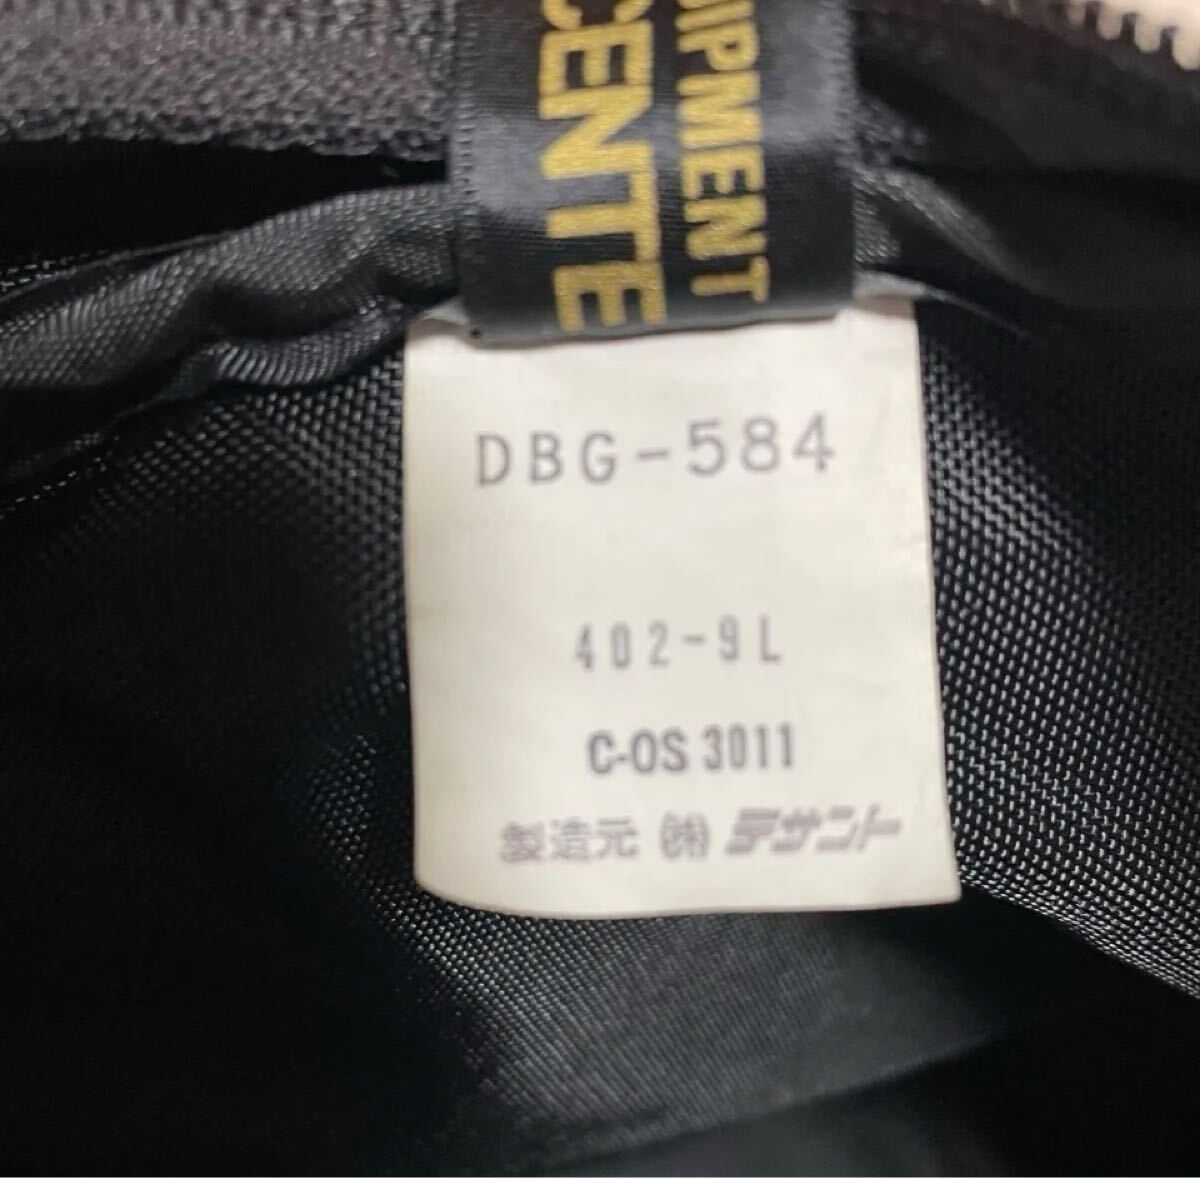 CENTE
IPMENT
DBG-584
402-9L
C-OS 3011
製造元 ㈱ デサント